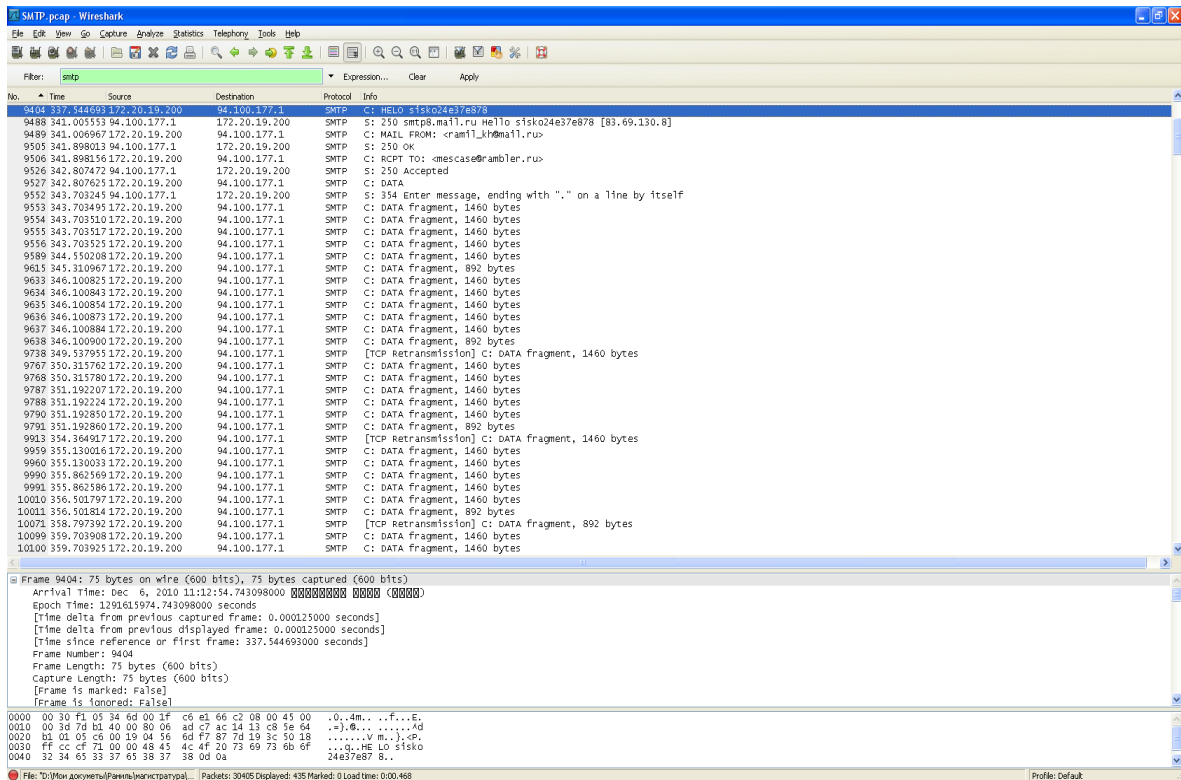 SMTP.pcap - Wireshark
File Edit View Go Capture Analyze Statistics Telephony Tools Help
Filter: smtp Expression... Clear Apply
No. Time Source Destination Protocol Info
9404 337.544693 172.20.19.200 94.100.177.1 SMTP C: HELO sisko24e37e878
9488 341.005553 94.100.177.1 172.20.19.200 SMTP S: 250 smtp8.mail.ru Hello sisko24e37e878 [83.69.130.8]
9489 341.006967 172.20.19.200 94.100.177.1 SMTP C: MAIL FROM: <ramil_kh@mail.ru>
9505 341.898013 94.100.177.1 172.20.19.200 SMTP S: 250 OK
9506 341.898156 172.20.19.200 94.100.177.1 SMTP C: RCPT TO: <mescase@rambler.ru>
9526 342.807472 94.100.177.1 172.20.19.200 SMTP S: 250 Accepted
9527 342.807625 172.20.19.200 94.100.177.1 SMTP C: DATA
9552 343.703245 94.100.177.1 172.20.19.200 SMTP S: 354 Enter message, ending with "." on a line by itself
9553 343.703495 172.20.19.200 94.100.177.1 SMTP C: DATA fragment, 1460 bytes
9554 343.703510 172.20.19.200 94.100.177.1 SMTP C: DATA fragment, 1460 bytes
9555 343.703517 172.20.19.200 94.100.177.1 SMTP C: DATA fragment, 1460 bytes
9556 343.703525 172.20.19.200 94.100.177.1 SMTP C: DATA fragment, 1460 bytes
9589 344.550208 172.20.19.200 94.100.177.1 SMTP C: DATA fragment, 1460 bytes
9615 345.310967 172.20.19.200 94.100.177.1 SMTP C: DATA fragment, 892 bytes
9633 346.100825 172.20.19.200 94.100.177.1 SMTP C: DATA fragment, 1460 bytes
9634 346.100843 172.20.19.200 94.100.177.1 SMTP C: DATA fragment, 1460 bytes
9635 346.100854 172.20.19.200 94.100.177.1 SMTP C: DATA fragment, 1460 bytes
9636 346.100873 172.20.19.200 94.100.177.1 SMTP C: DATA fragment, 1460 bytes
9637 346.100884 172.20.19.200 94.100.177.1 SMTP C: DATA fragment, 1460 bytes
9638 346.100900 172.20.19.200 94.100.177.1 SMTP C: DATA fragment, 892 bytes
9738 349.537955 172.20.19.200 94.100.177.1 SMTP [TCP Retransmission] C: DATA fragment, 1460 bytes
9767 350.315762 172.20.19.200 94.100.177.1 SMTP C: DATA fragment, 1460 bytes
9768 350.315780 172.20.19.200 94.100.177.1 SMTP C: DATA fragment, 1460 bytes
9787 351.192207 172.20.19.200 94.100.177.1 SMTP C: DATA fragment, 1460 bytes
9788 351.192224 172.20.19.200 94.100.177.1 SMTP C: DATA fragment, 1460 bytes
9790 351.192850 172.20.19.200 94.100.177.1 SMTP C: DATA fragment, 1460 bytes
9791 351.192860 172.20.19.200 94.100.177.1 SMTP C: DATA fragment, 892 bytes
9913 354.364917 172.20.19.200 94.100.177.1 SMTP [TCP Retransmission] C: DATA fragment, 1460 bytes
9959 355.130016 172.20.19.200 94.100.177.1 SMTP C: DATA fragment, 1460 bytes
9960 355.130033 172.20.19.200 94.100.177.1 SMTP C: DATA fragment, 1460 bytes
9990 355.862569 172.20.19.200 94.100.177.1 SMTP C: DATA fragment, 1460 bytes
9991 355.862586 172.20.19.200 94.100.177.1 SMTP C: DATA fragment, 1460 bytes
10010 356.501797 172.20.19.200 94.100.177.1 SMTP C: DATA fragment, 1460 bytes
10011 356.501814 172.20.19.200 94.100.177.1 SMTP C: DATA fragment, 892 bytes
10071 358.797392 172.20.19.200 94.100.177.1 SMTP [TCP Retransmission] C: DATA fragment, 892 bytes
10099 359.703908 172.20.19.200 94.100.177.1 SMTP C: DATA fragment, 1460 bytes
10100 359.703925 172.20.19.200 94.100.177.1 SMTP C: DATA fragment, 1460 bytes
Frame 9404: 75 bytes on wire (600 bits), 75 bytes captured (600 bits)
Arrival Time: Dec 6, 2010 11:12:54.743098000
Epoch Time: 1291615974.743098000 seconds
[Time delta from previous captured frame: 0.000125000 seconds]
[Time delta from previous displayed frame: 0.000125000 seconds]
[Time since reference or first frame: 337.544693000 seconds]
Frame Number: 9404
Frame Length: 75 bytes (600 bits)
Capture Length: 75 bytes (600 bits)
[Frame is marked: False]
[Frame is ignored: False]
0000 00 30 f1 05 34 6d 00 1f c6 e1 66 c2 08 00 45 00 .0..4m.. ..f...E.
0010 00 3d 7d b1 40 00 80 06 ad c7 ac 14 13 c8 5e 64 .=}.@... ......^d
0020 b1 01 05 c6 00 19 04 56 6d f7 87 7d 19 3c 50 18 .......V m..}.<P.
0030 ff cc cf 71 00 00 48 45 4c 4f 20 73 69 73 6b 6f ...q..HE LO sisko
0040 32 34 65 33 37 65 38 37 38 0d 0a 24e37e87 8..
File: "D:\Мои документы\Рамиль\магистратура\... Packets: 30405 Displayed: 435 Marked: 0 Load time: 0:00.468 Profile: Default